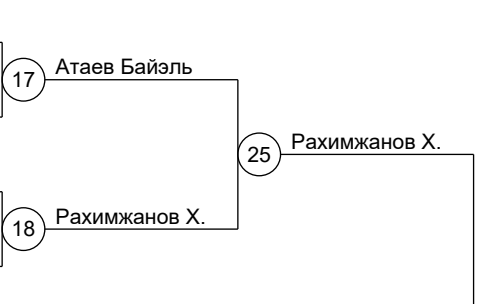 17 Атаев Байэль
25 Рахимжанов Х.
18 Рахимжанов Х.